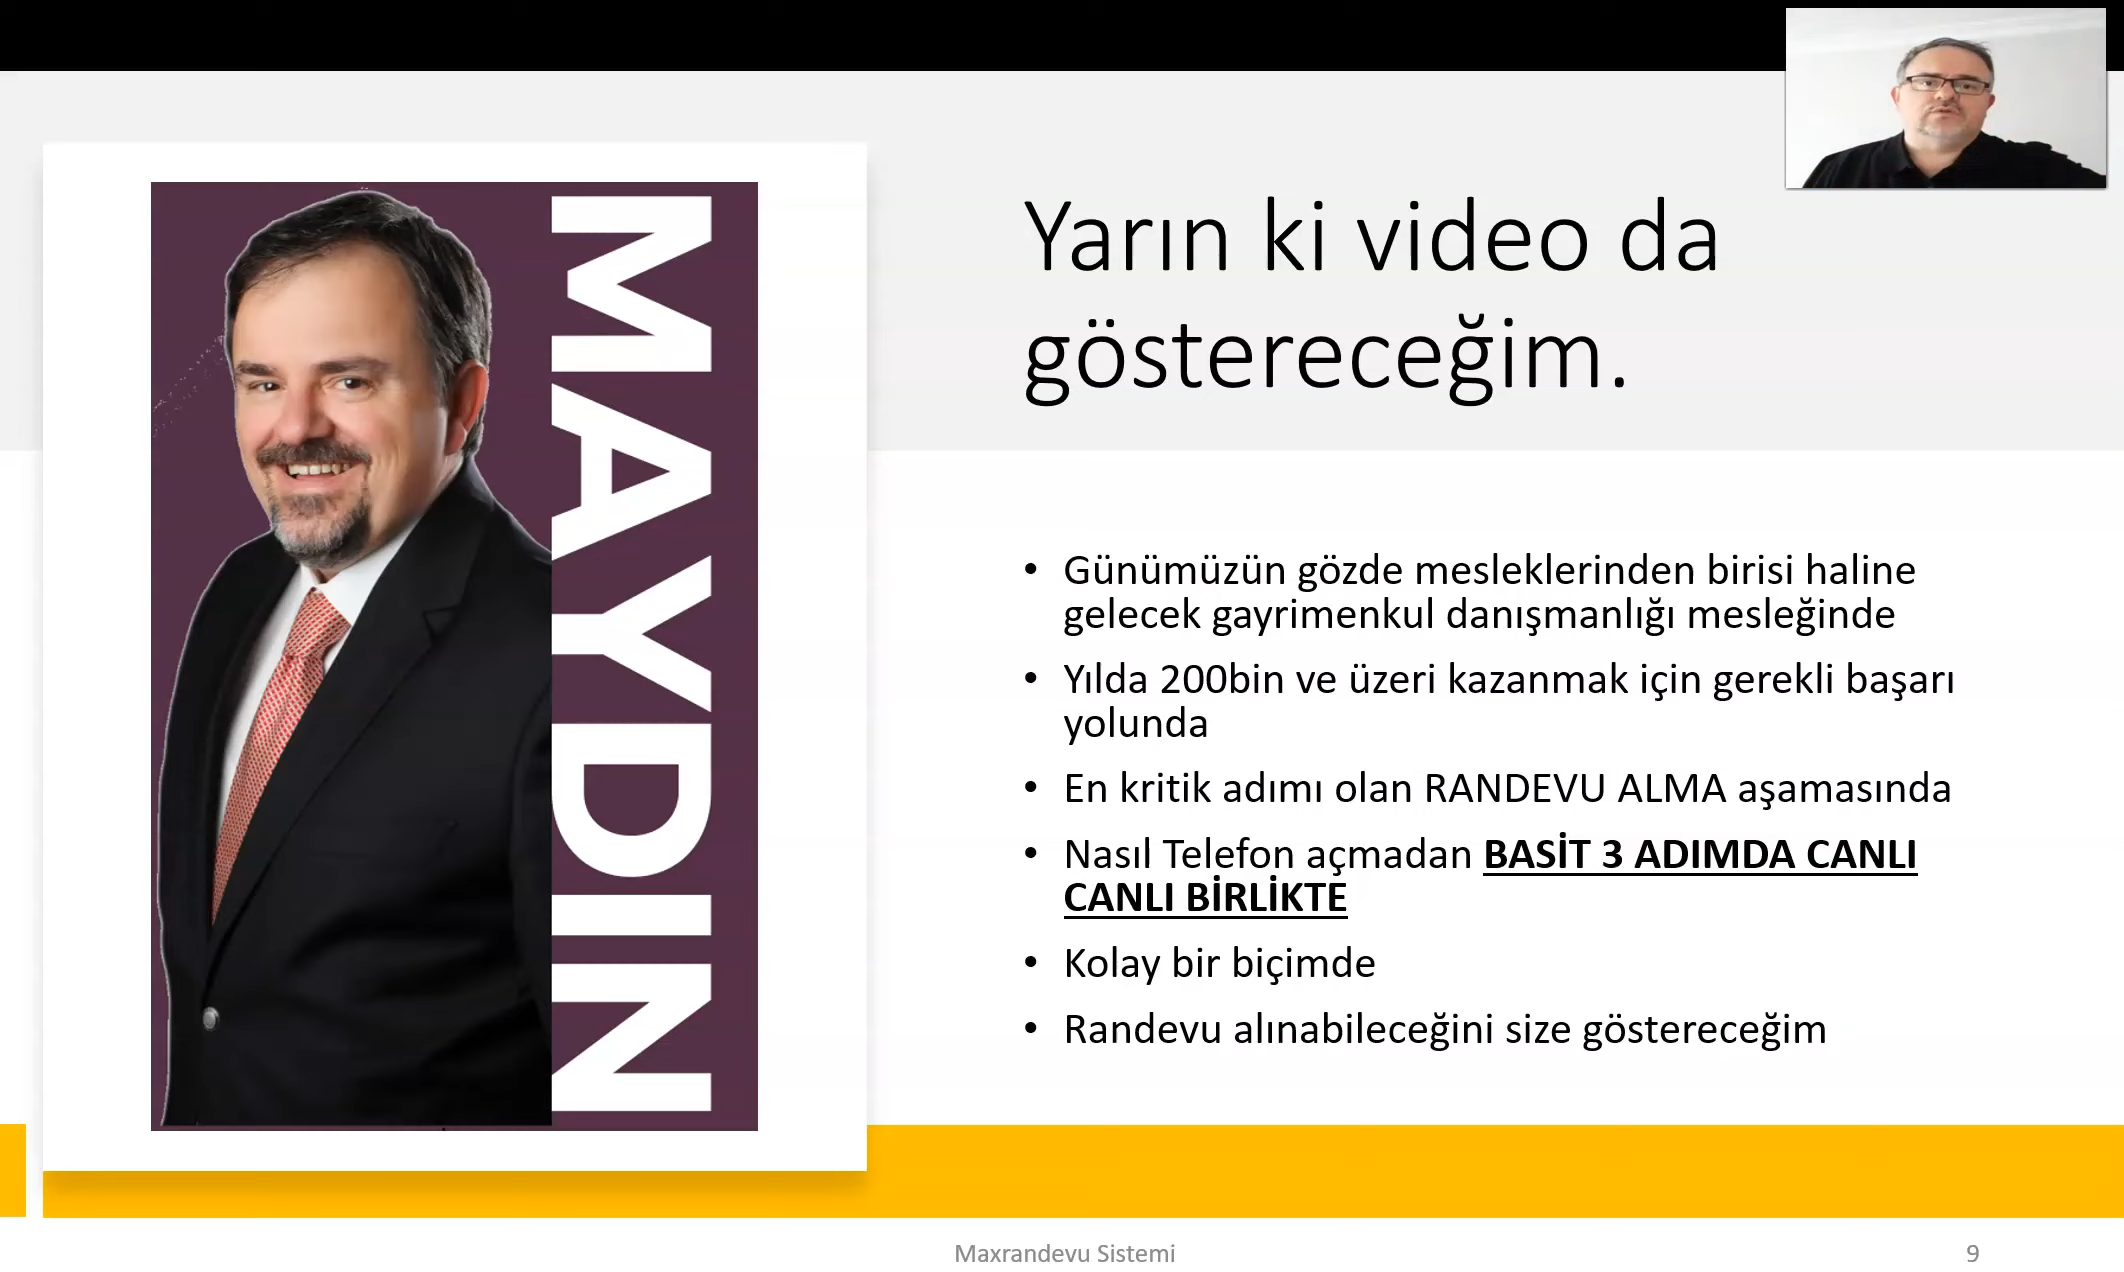 MAYDIN
Yarın ki video da
göstereceğim.
• Günümüzün gözde mesleklerinden birisi haline
gelecek gayrimenkul danışmanlığı mesleğinde
• Yılda 200bin ve üzeri kazanmak için gerekli başarı
yolunda
• En kritik adımı olan RANDEVU ALMA aşamasında
• Nasıl Telefon açmadan BASİT 3 ADIMDA CANLI
CANLI BİRLİKTE
• Kolay bir biçimde
• Randevu alınabileceğini size göstereceğim
Maxrandevu Sistemi
9